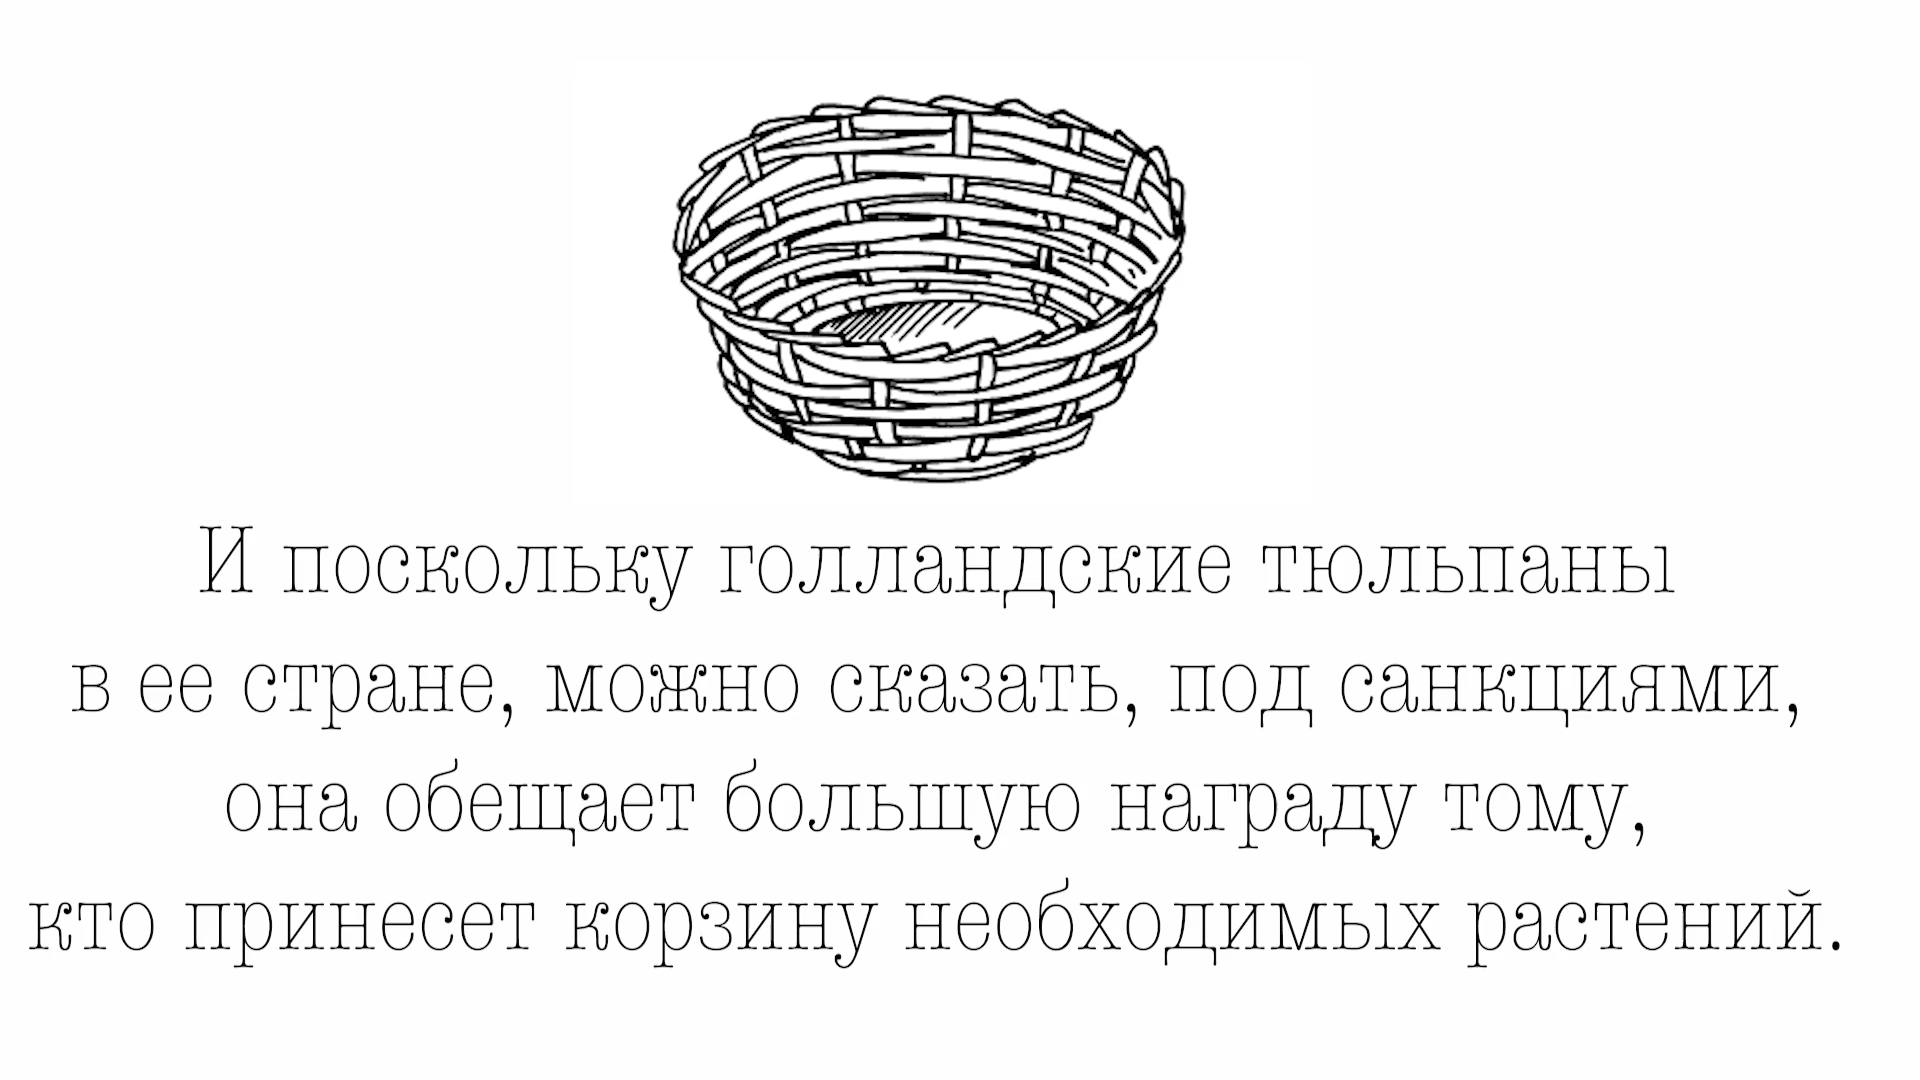 И поскольку голландские тюльпаны
в ее стране, можно сказать, под санкциями,
она обещает большую награду тому,
кто принесет корзину необходимых растений.